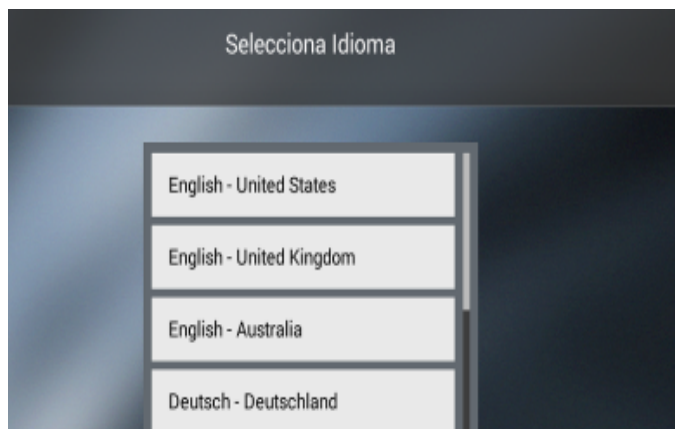 Selecciona Idioma
English - United States
English - United Kingdom
English - Australia
Deutsch - Deutschland